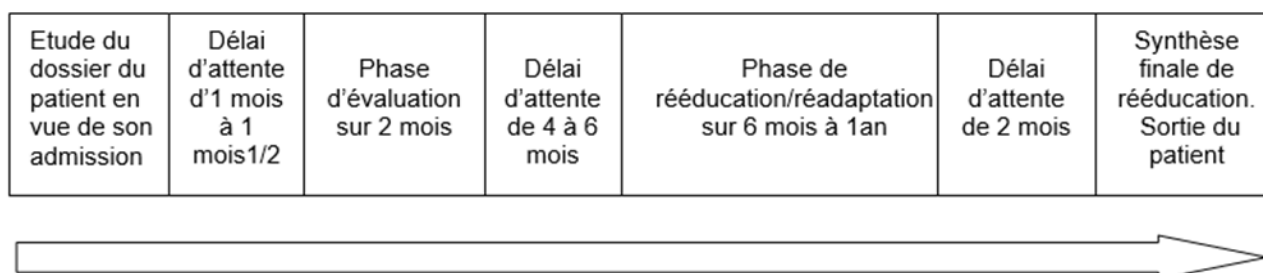 Etude du
dossier du
patient en
vue de son
admission
Délai
d'attente
d'1 mois
à 1
mois1/2
Phase
d'évaluation
sur 2 mois
Délai
d'attente
de 4 à 6
mois
Phase de
rééducation/réadaptation
sur 6 mois à 1an
Délai
d'attente
de 2 mois
Synthèse
finale de
rééducation.
Sortie du
patient